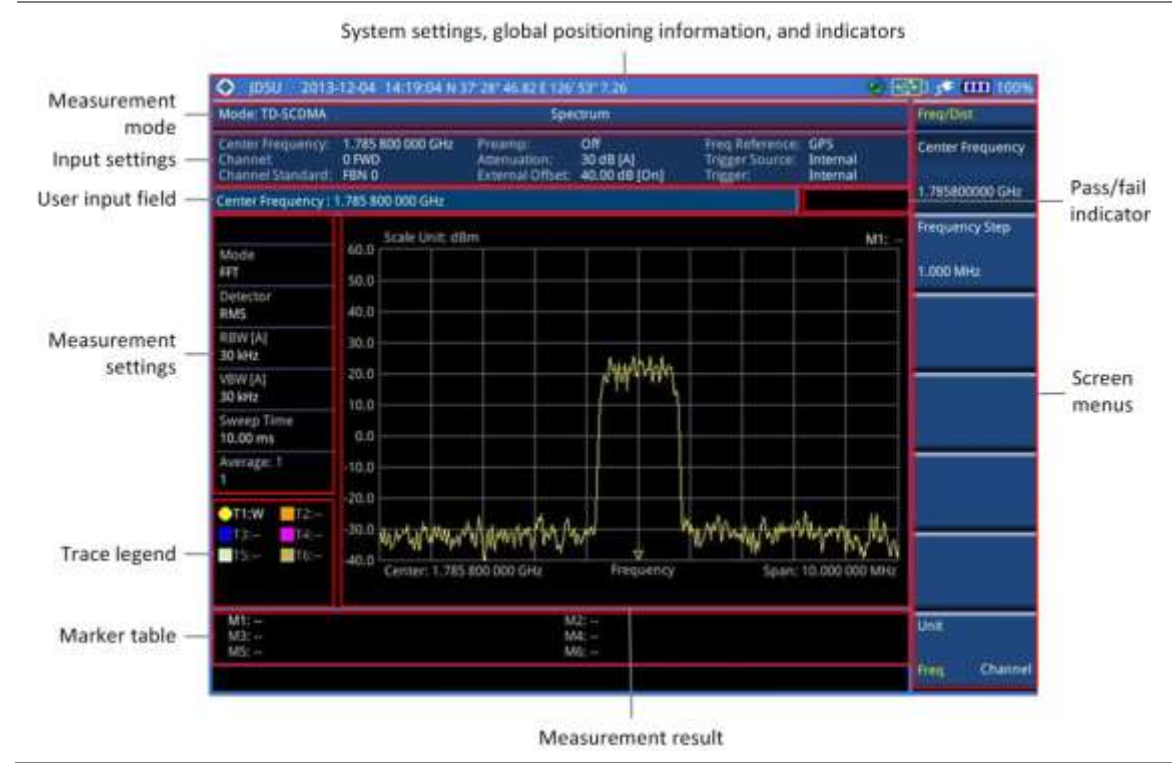 System settings, global positioning information, and indicators
JDSU 2013-12-04 14:19:04 N 37° 28" 46.82 E 126° 53" 7.26 100%
Measurement
mode
Mode: TD-SCDMA Spectrum Freq/Dist
Input settings
Center Frequency: 1.785 800 000 GHz Preamp: Off Freq Reference: GPS
Channel: 0 FWD Attenuation: 30 dB [A] Trigger Source: Internal
Channel Standard: FBN 0 External Offset: 40.00 dB [On] Trigger: Internal
Center Frequency
1.785800000 GHz
User input field
Center Frequency : 1.785 800 000 GHz
Pass/fail
indicator
Frequency Step
1.000 MHz
Measurement
settings
Mode
FFT
Detector
RMS
RBW [A]
30 kHz
VBW [A]
30 kHz
Sweep Time
10.00 ms
Average: 1
1
Scale Unit: dBm M1: --
60.0
50.0
40.0
30.0
20.0
10.0
0.0
-10.0
-20.0
-30.0
-40.0
Center: 1.785 800 000 GHz Frequency Span: 10.000 000 MHz
Screen
menus
Trace legend
T1:W T2:--
T3:-- T4:--
T5:-- T6:--
Marker table
M1: -- M2: --
M3: -- M4: --
M5: -- M6: --
Unit
Freq Channel
Measurement result